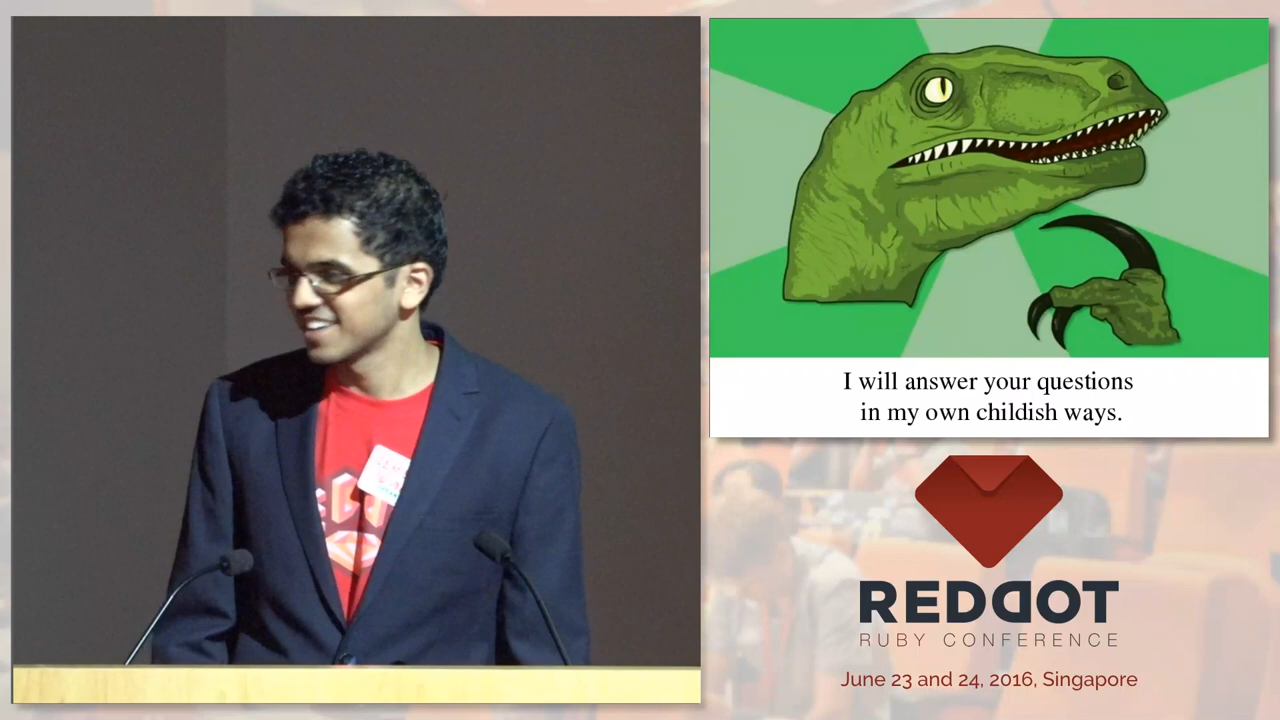 I will answer your questions
in my own childish ways.
REDDOT
RUBY CONFERENCE
June 23 and 24, 2016, Singapore